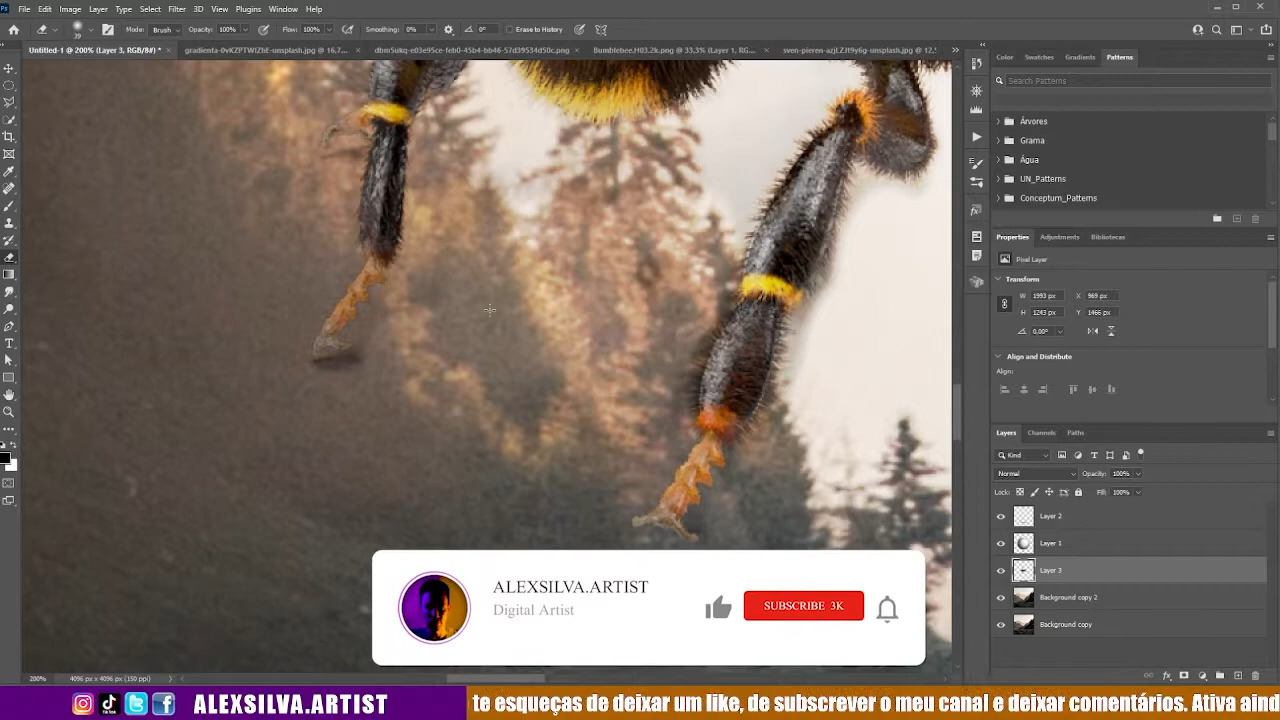 Ps File Edit Image Layer Type Select Filter 3D View Plugins Window Help
39 Mode: Brush Opacity: 100% Flow: 100% Smoothing: 0% 0° Erase to History
Untitled-1 @ 200% (Layer 3, RGB/8#) * × gradienta-0vKZPTWIZhE-unsplash.jpg @ 16,7... × dbm5ukq-e03e95ce-feb0-45b4-bb46-57d39534d50c.png × Bumblebee.H03.2k.png @ 33,3% (Layer 1, RG... × sven-pieren-azjLZJt9y6g-unsplash.jpg @ 12,5 »
Color Swatches Gradients Patterns
Search Patterns
Árvores
Grama
Água
UN_Patterns
Conceptum_Patterns
Properties Adjustments Bibliotecas
Pixel Layer
Transform
W 1993 px X 969 px
H 1243 px Y 1466 px
0,00°
Align and Distribute
Align:
Layers Channels Paths
Kind
Normal Opacity: 100%
Lock: Fill: 100%
Layer 2
Layer 1
Layer 3
Background copy 2
Background copy
ALEXSILVA.ARTIST
Digital Artist
SUBSCRIBE 3K
200% 4096 px x 4096 px (150 ppi)
ALEXSILVA.ARTIST te esqueças de deixar um like, de subscrever o meu canal e deixar comentários. Ativa aind